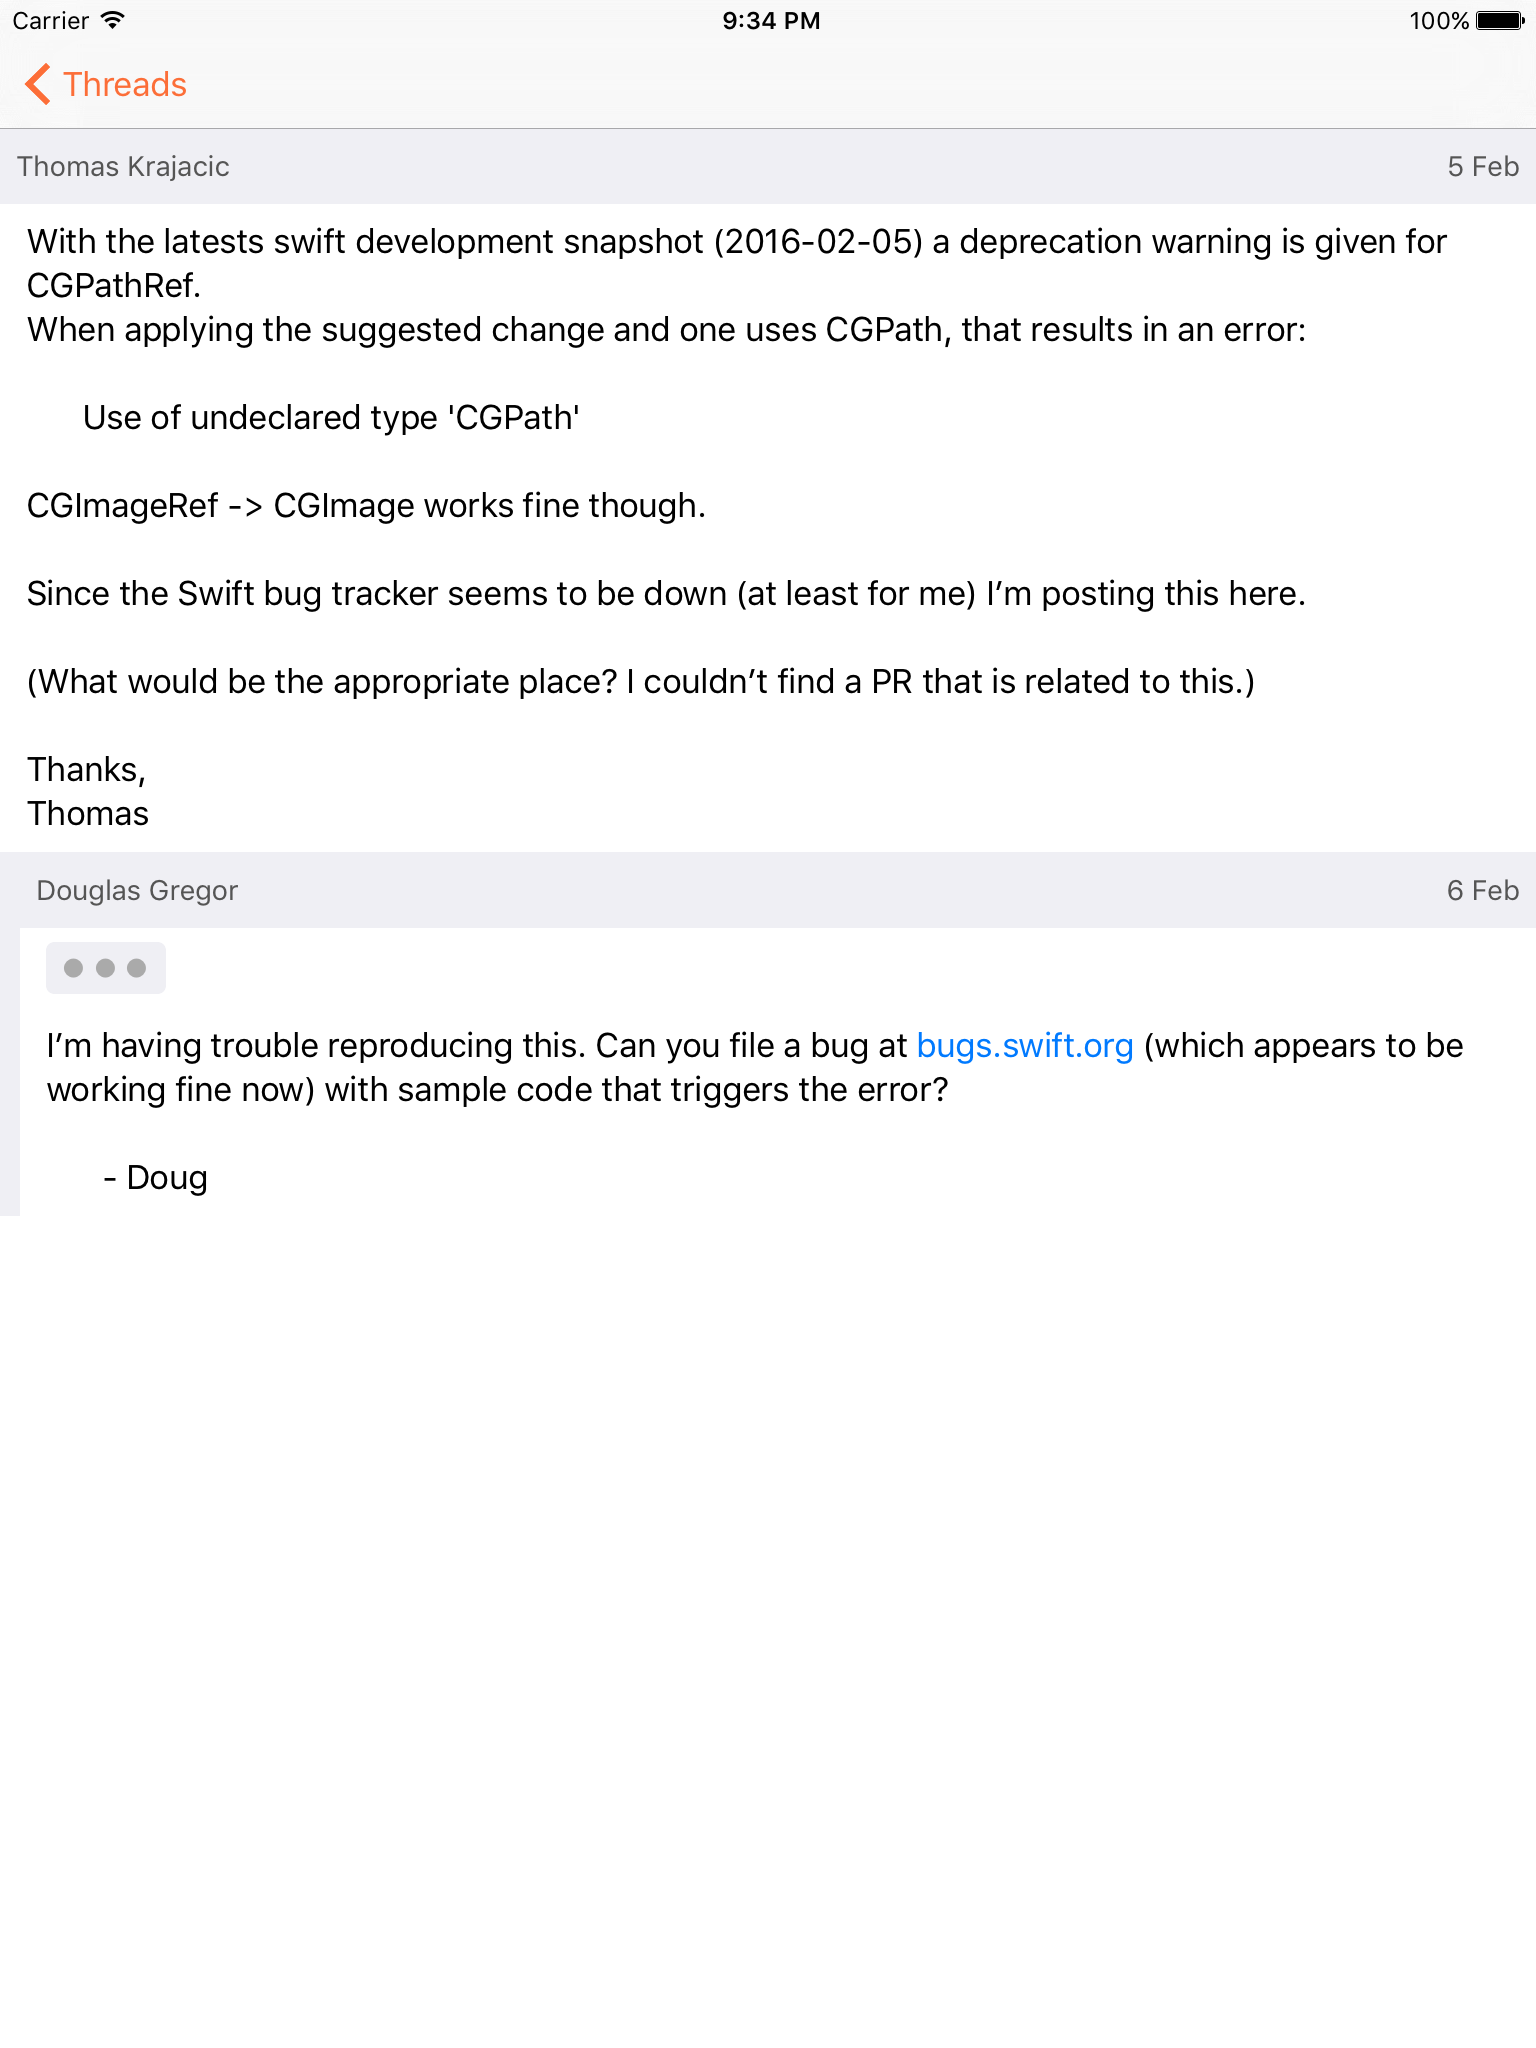 Carrier 9:34 PM 100%
Threads
Thomas Krajacic 5 Feb
With the latests swift development snapshot (2016-02-05) a deprecation warning is given for
CGPathRef.
When applying the suggested change and one uses CGPath, that results in an error:
Use of undeclared type 'CGPath'
CGImageRef -> CGImage works fine though.
Since the Swift bug tracker seems to be down (at least for me) I’m posting this here.
(What would be the appropriate place? I couldn’t find a PR that is related to this.)
Thanks,
Thomas
Douglas Gregor 6 Feb
I’m having trouble reproducing this. Can you file a bug at bugs.swift.org (which appears to be
working fine now) with sample code that triggers the error?
- Doug